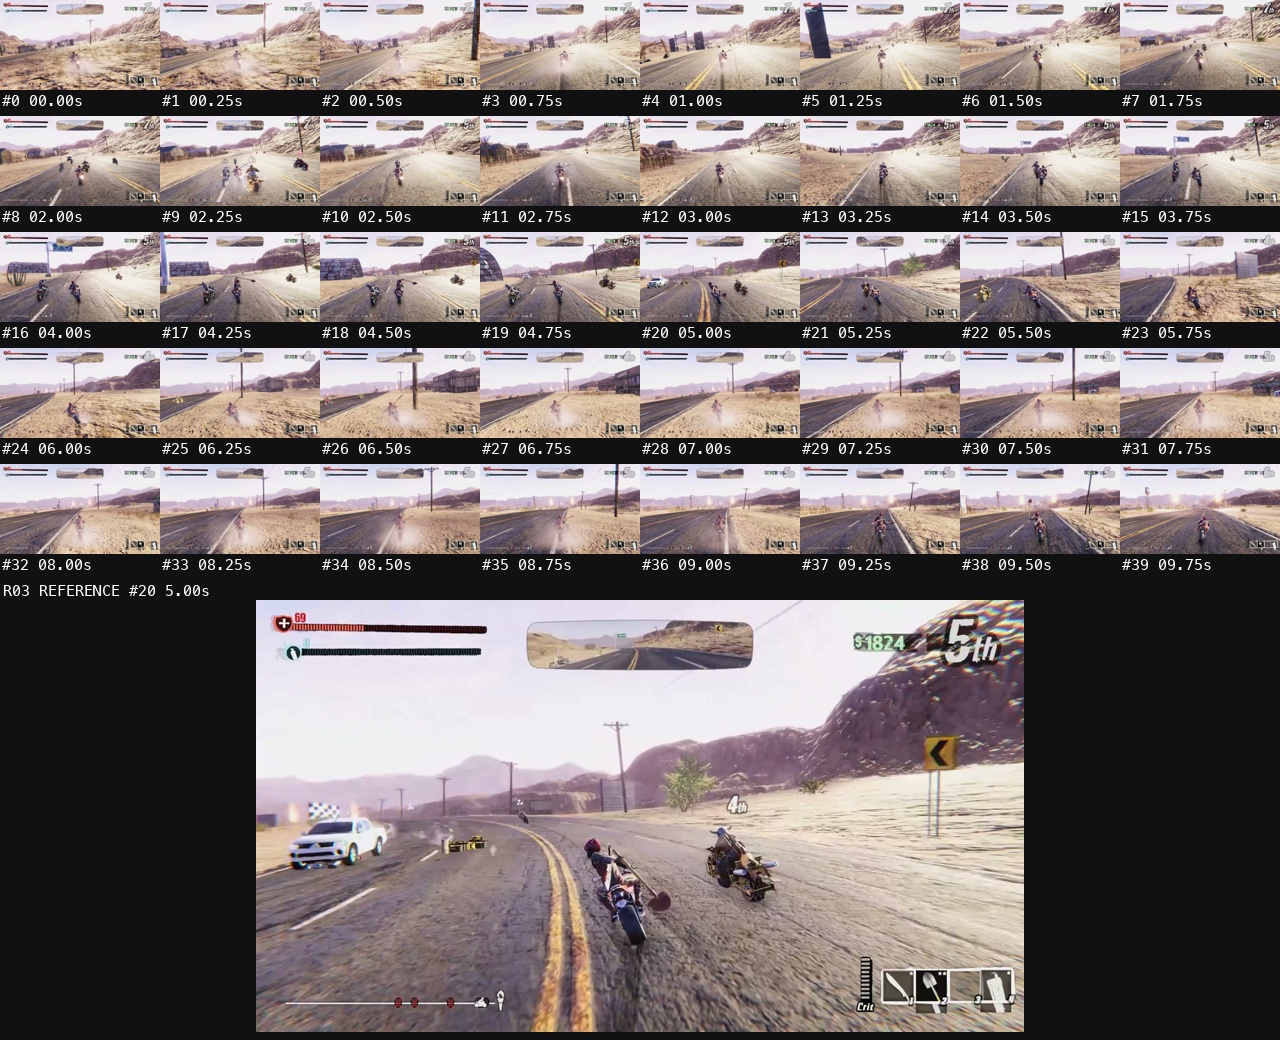 #0 00.00s #1 00.25s #2 00.50s #3 00.75s #4 01.00s #5 01.25s #6 01.50s #7 01.75s
#8 02.00s #9 02.25s #10 02.50s #11 02.75s #12 03.00s #13 03.25s #14 03.50s #15 03.75s
#16 04.00s #17 04.25s #18 04.50s #19 04.75s #20 05.00s #21 05.25s #22 05.50s #23 05.75s
#24 06.00s #25 06.25s #26 06.50s #27 06.75s #28 07.00s #29 07.25s #30 07.50s #31 07.75s
#32 08.00s #33 08.25s #34 08.50s #35 08.75s #36 09.00s #37 09.25s #38 09.50s #39 09.75s
R03 REFERENCE #20 5.00s
69
$1824 5th
4th
Crit 1 2 3 4